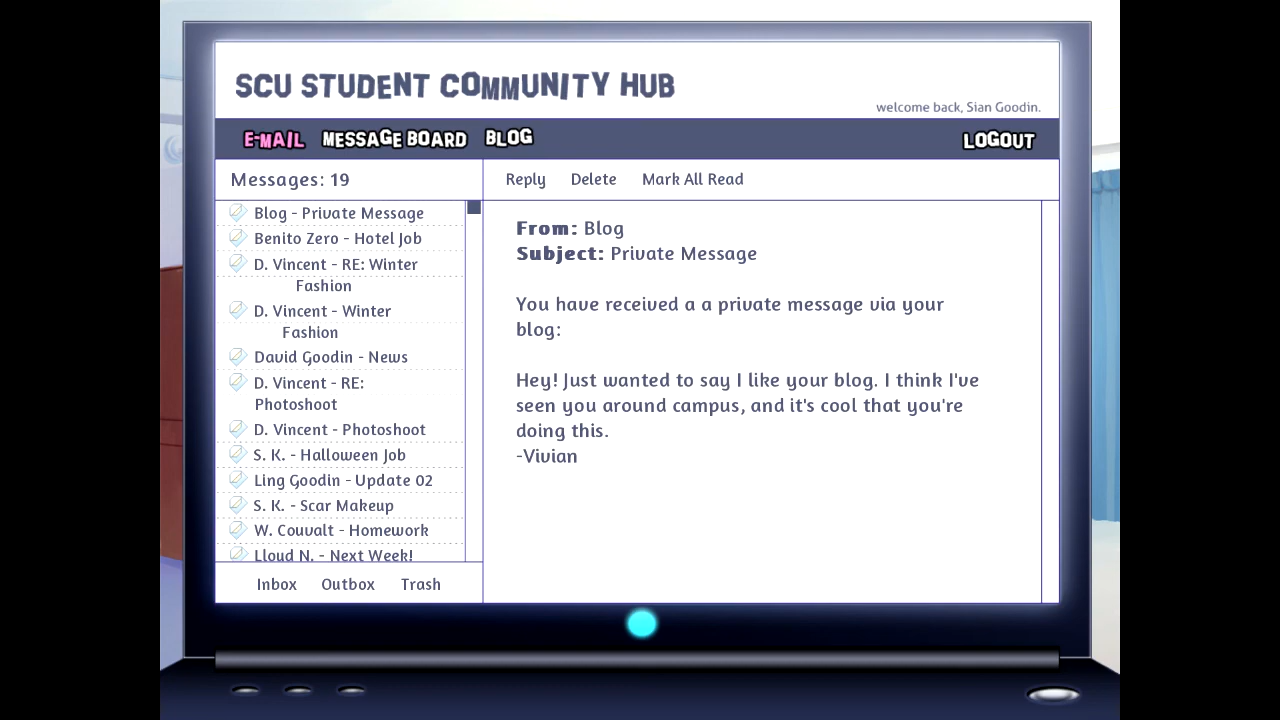 SCU STUDENT COMMUNITY HUB
welcome back, Sian Goodin.
E-MAIL MESSAGE BOARD BLOG LOGOUT
Messages: 19
Reply Delete Mark All Read
Blog - Private Message
Benito Zero - Hotel Job
D. Vincent - RE: Winter
Fashion
D. Vincent - Winter
Fashion
David Goodin - News
D. Vincent - RE:
Photoshoot
D. Vincent - Photoshoot
S. K. - Halloween Job
Ling Goodin - Update 02
S. K. - Scar Makeup
W. Couvalt - Homework
Lloud N. - Next Week!
Inbox Outbox Trash
From: Blog
Subject: Private Message
You have received a a private message via your
blog:
Hey! Just wanted to say I like your blog. I think I've
seen you around campus, and it's cool that you're
doing this.
-Vivian